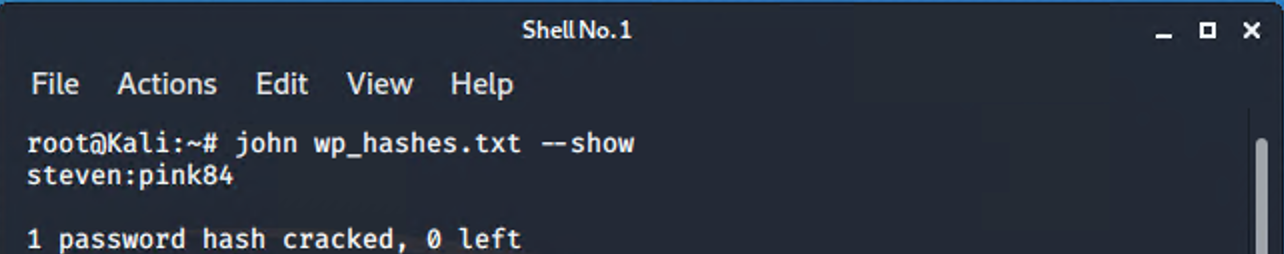 Shell No.1
File Actions Edit View Help
root@Kali:~# john wp_hashes.txt --show
steven:pink84
1 password hash cracked, 0 left